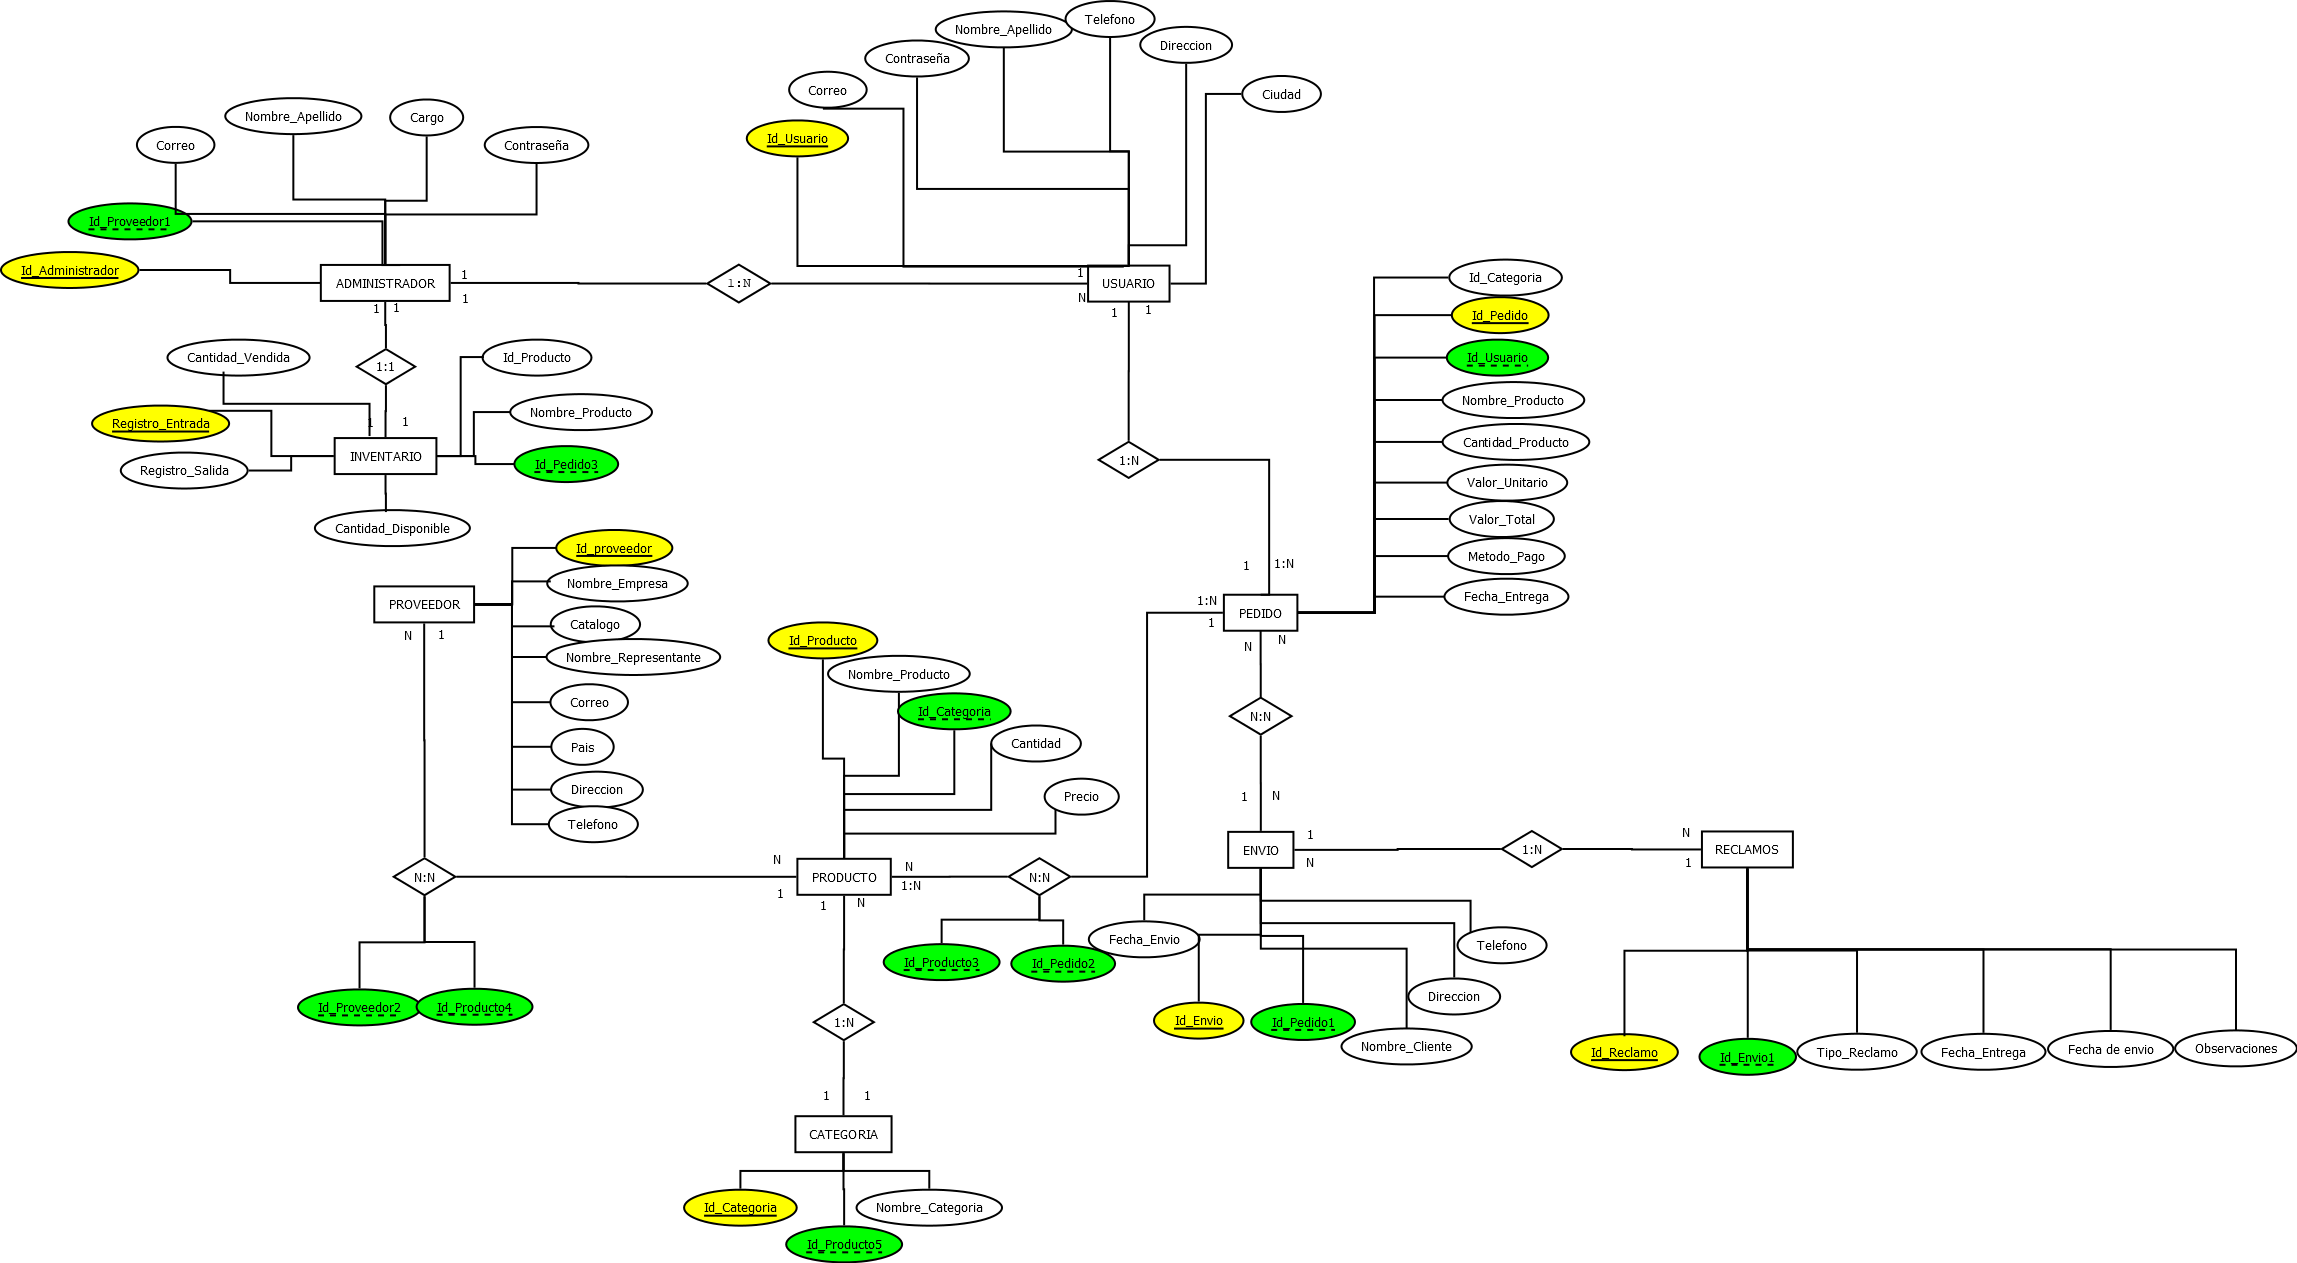 Telefono
Nombre_Apellido
Direccion
Contraseña
Correo
Ciudad
Id_Usuario
Nombre_Apellido
Cargo
Correo
Contraseña
Id_Proveedor1
Id_Administrador
ADMINISTRADOR
1
1
1:N
1
N
USUARIO
1
1
1
1
Id_Categoria
Id_Pedido
Id_Usuario
Nombre_Producto
Cantidad_Producto
Valor_Unitario
Valor_Total
Metodo_Pago
Fecha_Entrega
Cantidad_Vendida
1:1
Id_Producto
Registro_Entrada
1
1
Nombre_Producto
Registro_Salida
INVENTARIO
Id_Pedido3
Cantidad_Disponible
1:N
1
1:N
1:N
1
PEDIDO
N
N
Id_proveedor
Nombre_Empresa
PROVEEDOR
N
1
Catalogo
Nombre_Representante
Correo
Pais
Direccion
Telefono
Id_Producto
Nombre_Producto
Id_Categoria
Cantidad
Precio
N:N
1
N
ENVIO
1
N
1:N
N
1
RECLAMOS
N:N
N
1
PRODUCTO
N
1:N
1
N
N:N
Id_Proveedor2
Id_Producto4
Id_Producto3
Id_Pedido2
Fecha_Envio
Telefono
Direccion
Id_Envio
Id_Pedido1
Nombre_Cliente
Id_Reclamo
Id_Envio1
Tipo_Reclamo
Fecha_Entrega
Fecha de envio
Observaciones
1:N
1
1
CATEGORIA
Id_Categoria
Nombre_Categoria
Id_Producto5